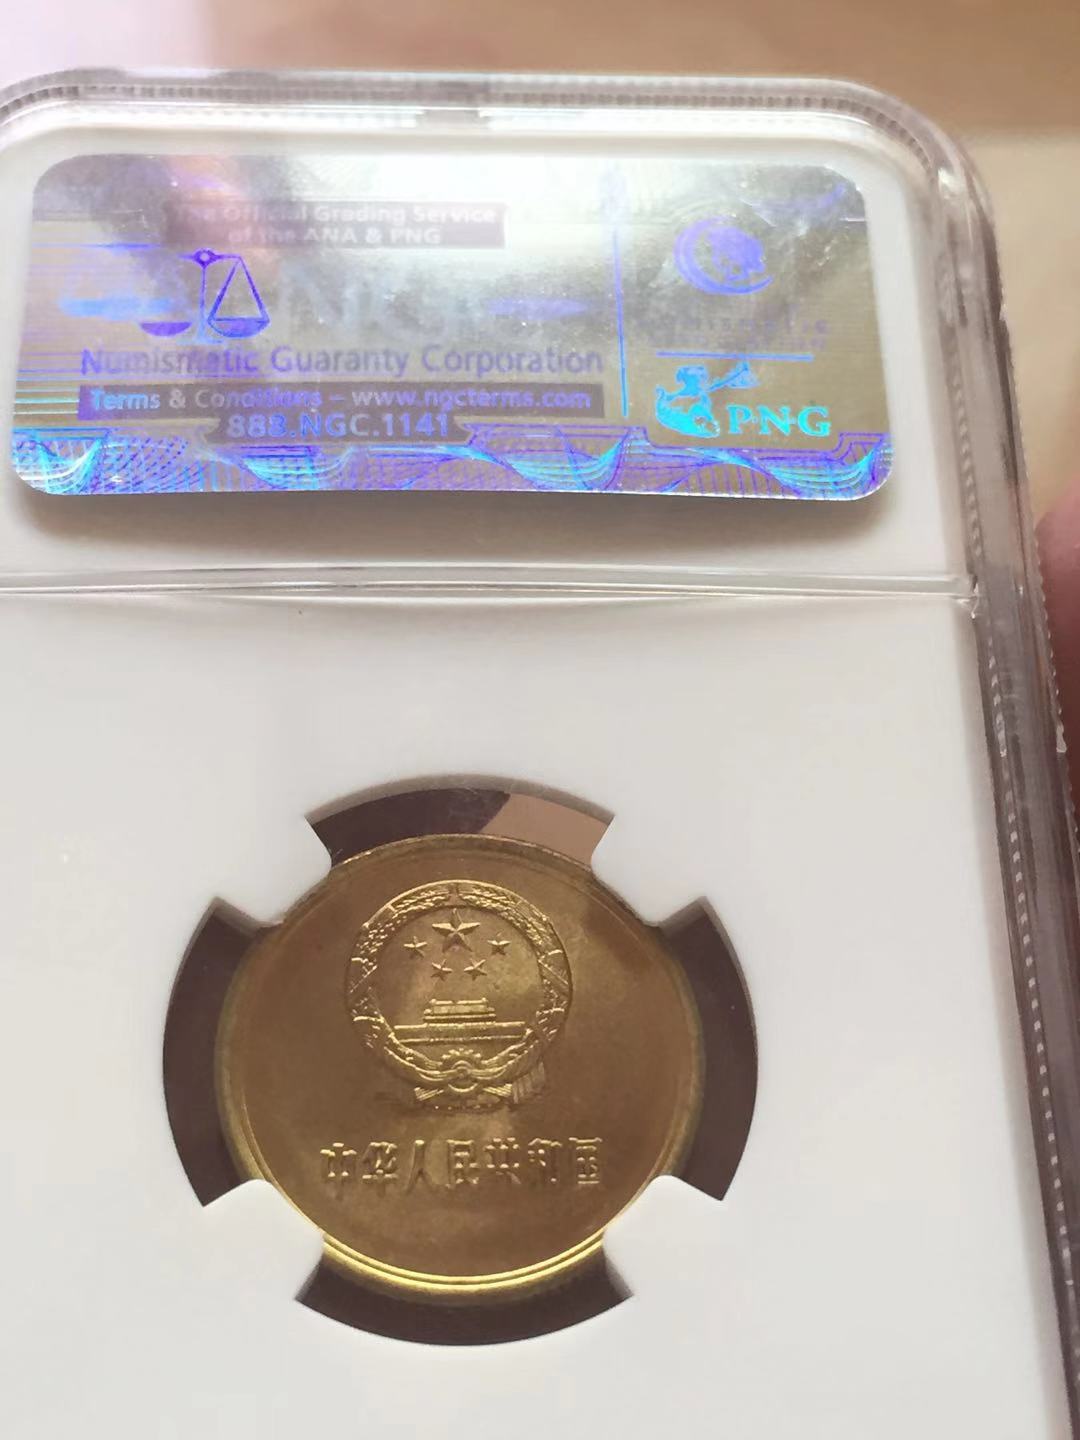 The Official Grading Service
of the ANA & PNG
NGC
Numismatic Guaranty Corporation
Terms & Conditions – www.ngcterms.com
888.NGC.1141
PNG
中华人民共和国